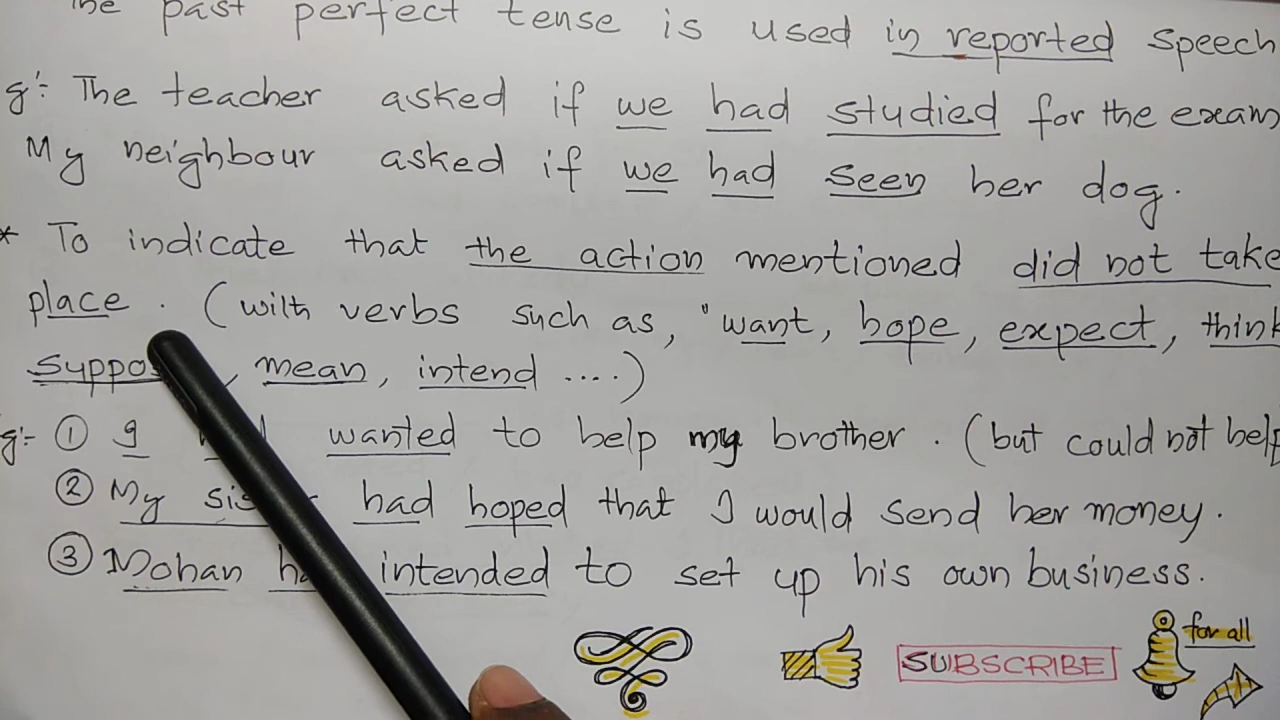 The past perfect tense is used in reported speech
g:- The teacher asked if we had studied for the exam
My neighbour asked if we had seen her dog.
* To indicate that the action mentioned did not take
place. (with verbs such as, "want, hope, expect, think
mean, intend ....)
g:- ① I wanted to help my brother. (but could not help
② My had hoped that I would send her money.
③ Mohan intended to set up his own business.
for all
SUBSCRIBE